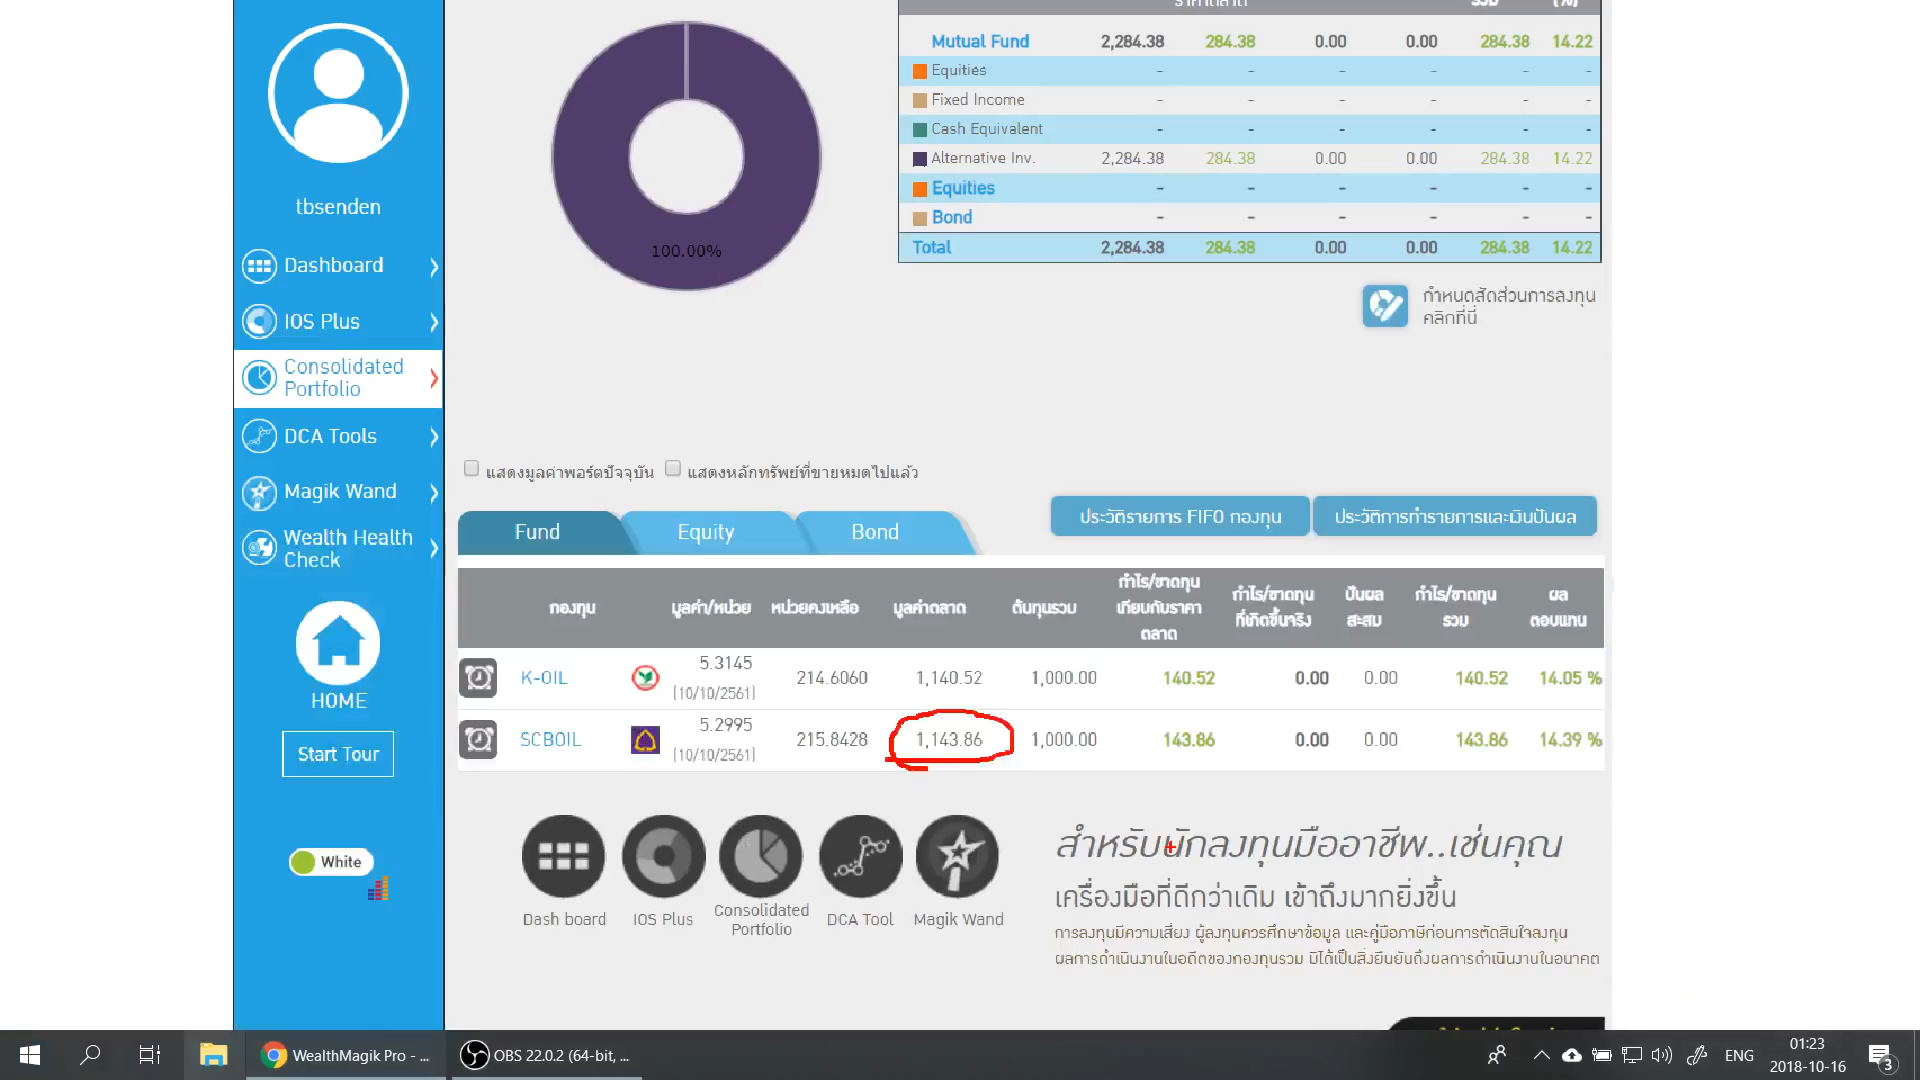 tbsenden
Dashboard
IOS Plus
Consolidated
Portfolio
DCA Tools
Magik Wand
Wealth Health
Check
HOME
Start Tour
White
100.00%
ราคาตลาด รวม (%)
Mutual Fund 2,284.38 284.38 0.00 0.00 284.38 14.22
Equities - - - - - -
Fixed Income - - - - - -
Cash Equivalent - - - - - -
Alternative Inv. 2,284.38 284.38 0.00 0.00 284.38 14.22
Equities - - - - - -
Bond - - - - - -
Total 2,284.38 284.38 0.00 0.00 284.38 14.22
กำหนดสัดส่วนการลงทุน
คลิกที่นี่
แสดงมูลค่าพอร์ตปัจจุบัน แสดงหลักทรัพย์ที่ขายหมดไปแล้ว
ประวัติรายการ FIFO กองทุน ประวัติการทำรายการและเงินปันผล
Fund Equity Bond
กองทุน มูลค่า/หน่วย หน่วยคงเหลือ มูลค่าตลาด ต้นทุนรวม กำไร/ขาดทุน เทียบกับราคา ตลาด กำไร/ขาดทุน ที่เกิดขึ้นจริง ปันผล สะสม กำไร/ขาดทุน รวม ผล ตอบแทน
K-OIL 5.3145 (10/10/2561) 214.6060 1,140.52 1,000.00 140.52 0.00 0.00 140.52 14.05 %
SCBOIL 5.2995 (10/10/2561) 215.8428 1,143.86 1,000.00 143.86 0.00 0.00 143.86 14.39 %
Dash board
IOS Plus
Consolidated
Portfolio
DCA Tool
Magik Wand
สำหรับนักลงทุนมืออาชีพ..เช่นคุณ
เครื่องมือที่ดีกว่าเดิม เข้าถึงมากยิ่งขึ้น
การลงทุนมีความเสี่ยง ผู้ลงทุนควรศึกษาข้อมูล และคู่มือภาษีก่อนการตัดสินใจลงทุน
ผลการดำเนินงานในอดีตของกองทุนรวม มิได้เป็นสิ่งยืนยันถึงผลการดำเนินงานในอนาคต
WealthMagik Pro - ...
OBS 22.0.2 (64-bit, ...
ENG
01:23
2018-10-16
3